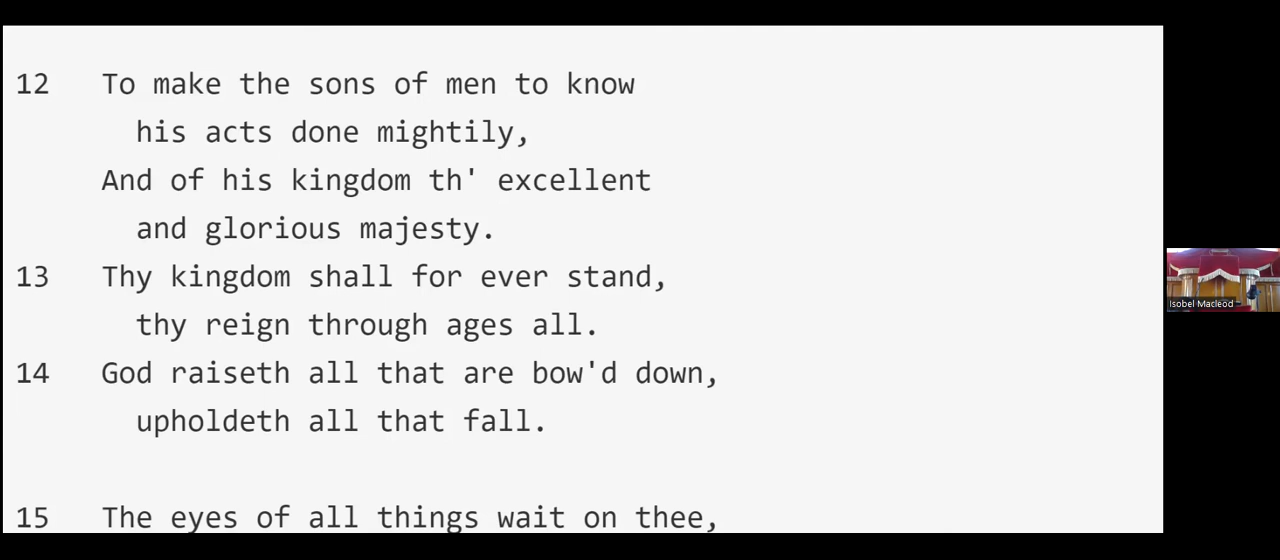 12 To make the sons of men to know
his acts done mightily,
And of his kingdom th' excellent
and glorious majesty.
13 Thy kingdom shall for ever stand,
thy reign through ages all.
14 God raiseth all that are bow'd down,
upholdeth all that fall.
15 The eyes of all things wait on thee,
Isobel Macleod